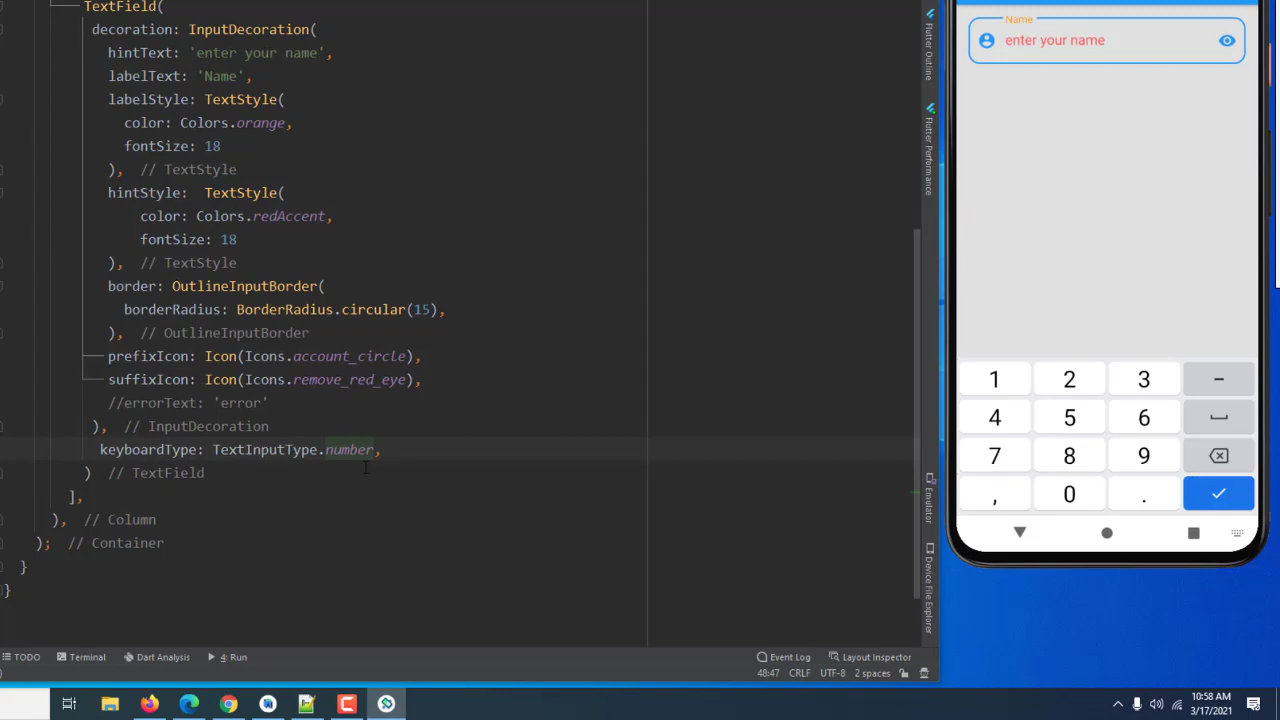 TextField(
decoration: InputDecoration(
hintText: 'enter your name',
labelText: 'Name',
labelStyle: TextStyle(
color: Colors.orange,
fontSize: 18
), // TextStyle
hintStyle: TextStyle(
color: Colors.redAccent,
fontSize: 18
), // TextStyle
border: OutlineInputBorder(
borderRadius: BorderRadius.circular(15),
), // OutlineInputBorder
prefixIcon: Icon(Icons.account_circle),
suffixIcon: Icon(Icons.remove_red_eye),
//errorText: 'error'
), // InputDecoration
keyboardType: TextInputType.number,
) // TextField
],
), // Column
); // Container
}
}
Flutter Outline
Flutter Performance
Emulator
Device File Explorer
Name
enter your name
1 2 3 −
4 5 6
7 8 9
, 0 .
TODO Terminal Dart Analysis 4: Run Event Log Layout Inspector
48:47 CRLF UTF-8 2 spaces
10:58 AM
3/17/2021